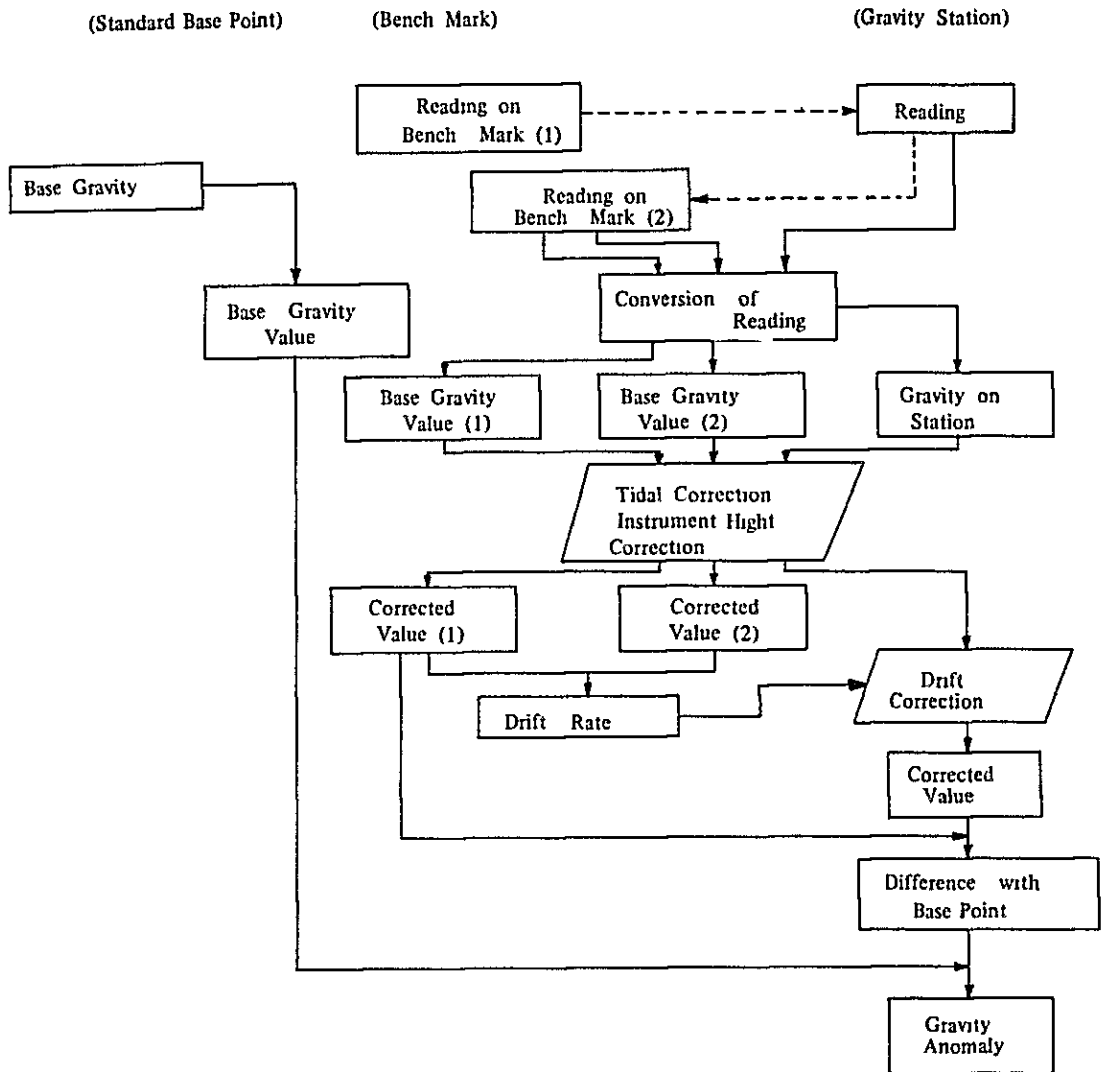 (Standard Base Point) (Bench Mark) (Gravity Station)
Reading on
Bench Mark (1)
Reading
Base Gravity
Reading on
Bench Mark (2)
Base Gravity
Value
Conversion of
Reading
Base Gravity
Value (1)
Base Gravity
Value (2)
Gravity on
Station
Tidal Correction
Instrument Hight
Correction
Corrected
Value (1)
Corrected
Value (2)
Drift Rate
Drift
Correction
Corrected
Value
Difference with
Base Point
Gravity
Anomaly